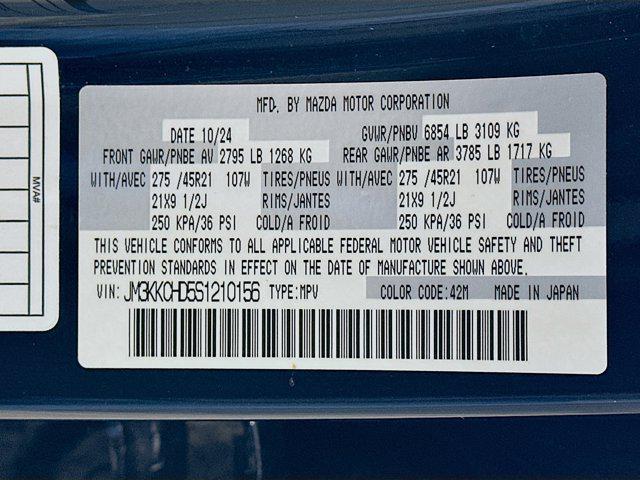 MVA#
MFD. BY MAZDA MOTOR CORPORATION
DATE 10/24 GVWR/PNBV 6854 LB 3109 KG
FRONT GAWR/PNBE AV 2795 LB 1268 KG REAR GAWR/PNBE AR 3785 LB 1717 KG
WITH/AVEC 275 /45R21 107W TIRES/PNEUS WITH/AVEC 275 /45R21 107W TIRES/PNEUS
21X9 1/2J RIMS/JANTES 21X9 1/2J RIMS/JANTES
250 KPA/36 PSI COLD/A FROID 250 KPA/36 PSI COLD/A FROID
THIS VEHICLE CONFORMS TO ALL APPLICABLE FEDERAL MOTOR VEHICLE SAFETY AND THEFT
PREVENTION STANDARDS IN EFFECT ON THE DATE OF MANUFACTURE SHOWN ABOVE.
VIN: JM3KKCHD5S1210156 TYPE:MPV COLOR CODE:42M MADE IN JAPAN